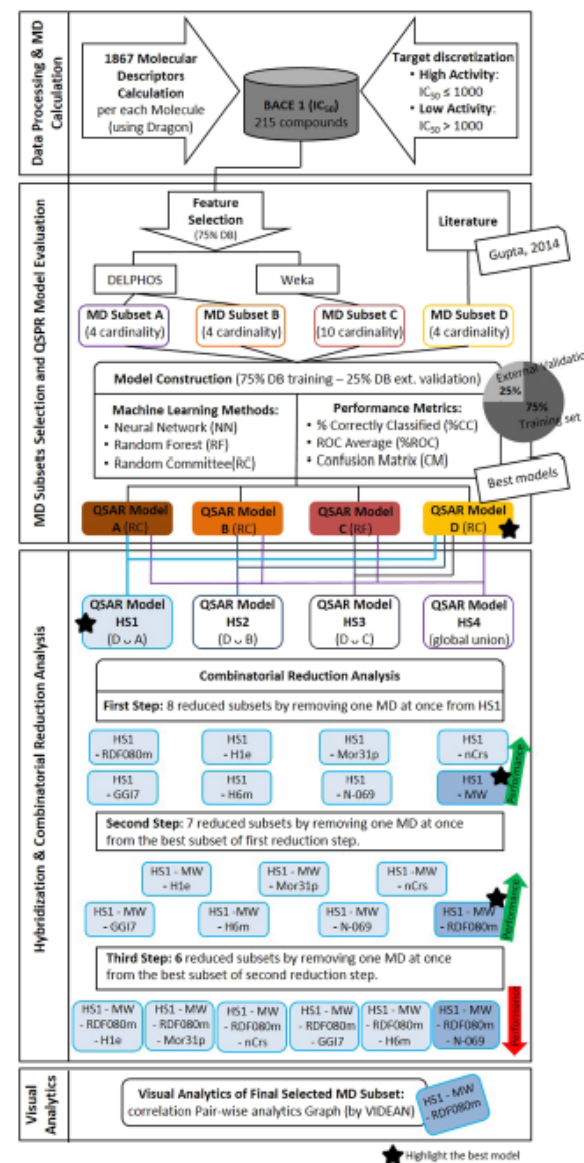 Data Processing & MD
Calculation
1867 Molecular
Descriptors
Calculation
per each Molecule
(using Dragon)
BACE 1 (IC50)
215 compounds
Target discretization
• High Activity:
IC50 ≤ 1000
• Low Activity:
IC50 > 1000
MD Subsets Selection and QSPR Model Evaluation
Feature
Selection
(75% DB)
Literature
Gupta, 2014
DELPHOS
Weka
MD Subset A
(4 cardinality)
MD Subset B
(4 cardinality)
MD Subset C
(10 cardinality)
MD Subset D
(4 cardinality)
Model Construction (75% DB training – 25% DB ext. validation)
Machine Learning Methods:
• Neural Network (NN)
• Random Forest (RF)
• Random Committee(RC)
Performance Metrics:
• % Correctly Classified (%CC)
• ROC Average (%ROC)
• Confusion Matrix (CM)
External Validation
25%
75%
Training set
Best models
QSAR Model
A (RC)
QSAR Model
B (RC)
QSAR Model
C (RF)
QSAR Model
D (RC)
Hybridization & Combinatorial Reduction Analysis
QSAR Model
HS1
(D ∪ A)
QSAR Model
HS2
(D ∪ B)
QSAR Model
HS3
(D ∪ C)
QSAR Model
HS4
(global union)
Combinatorial Reduction Analysis
First Step: 8 reduced subsets by removing one MD at once from HS1
HS1
- RDF080m
HS1
- H1e
HS1
- Mor31p
HS1
- nCrs
HS1
- GGI7
HS1
- H6m
HS1
- N-069
HS1
- MW
Performance
Second Step: 7 reduced subsets by removing one MD at once
from the best subset of first reduction step.
HS1 - MW
- H1e
HS1 - MW
- Mor31p
HS1 - MW
- nCrs
HS1 - MW
- GGI7
HS1 -MW
- H6m
HS1 - MW
- N-069
HS1 - MW
- RDF080m
Performance
Third Step: 6 reduced subsets by removing one MD at once
from the best subset of second reduction step.
HS1 - MW
- RDF080m
- H1e
HS1 - MW
- RDF080m
- Mor31p
HS1 - MW
- RDF080m
- nCrs
HS1 - MW
- RDF080m
- GGI7
HS1 - MW
- RDF080m
- H6m
HS1 - MW
- RDF080m
- N-069
Performance
Visual
Analytics
Visual Analytics of Final Selected MD Subset:
correlation Pair-wise analytics Graph (by VIDEAN)
HS1 - MW
- RDF080m
Highlight the best model